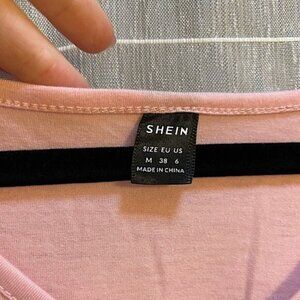 SHEIN
SIZE EU US
M 38 6
MADE IN CHINA